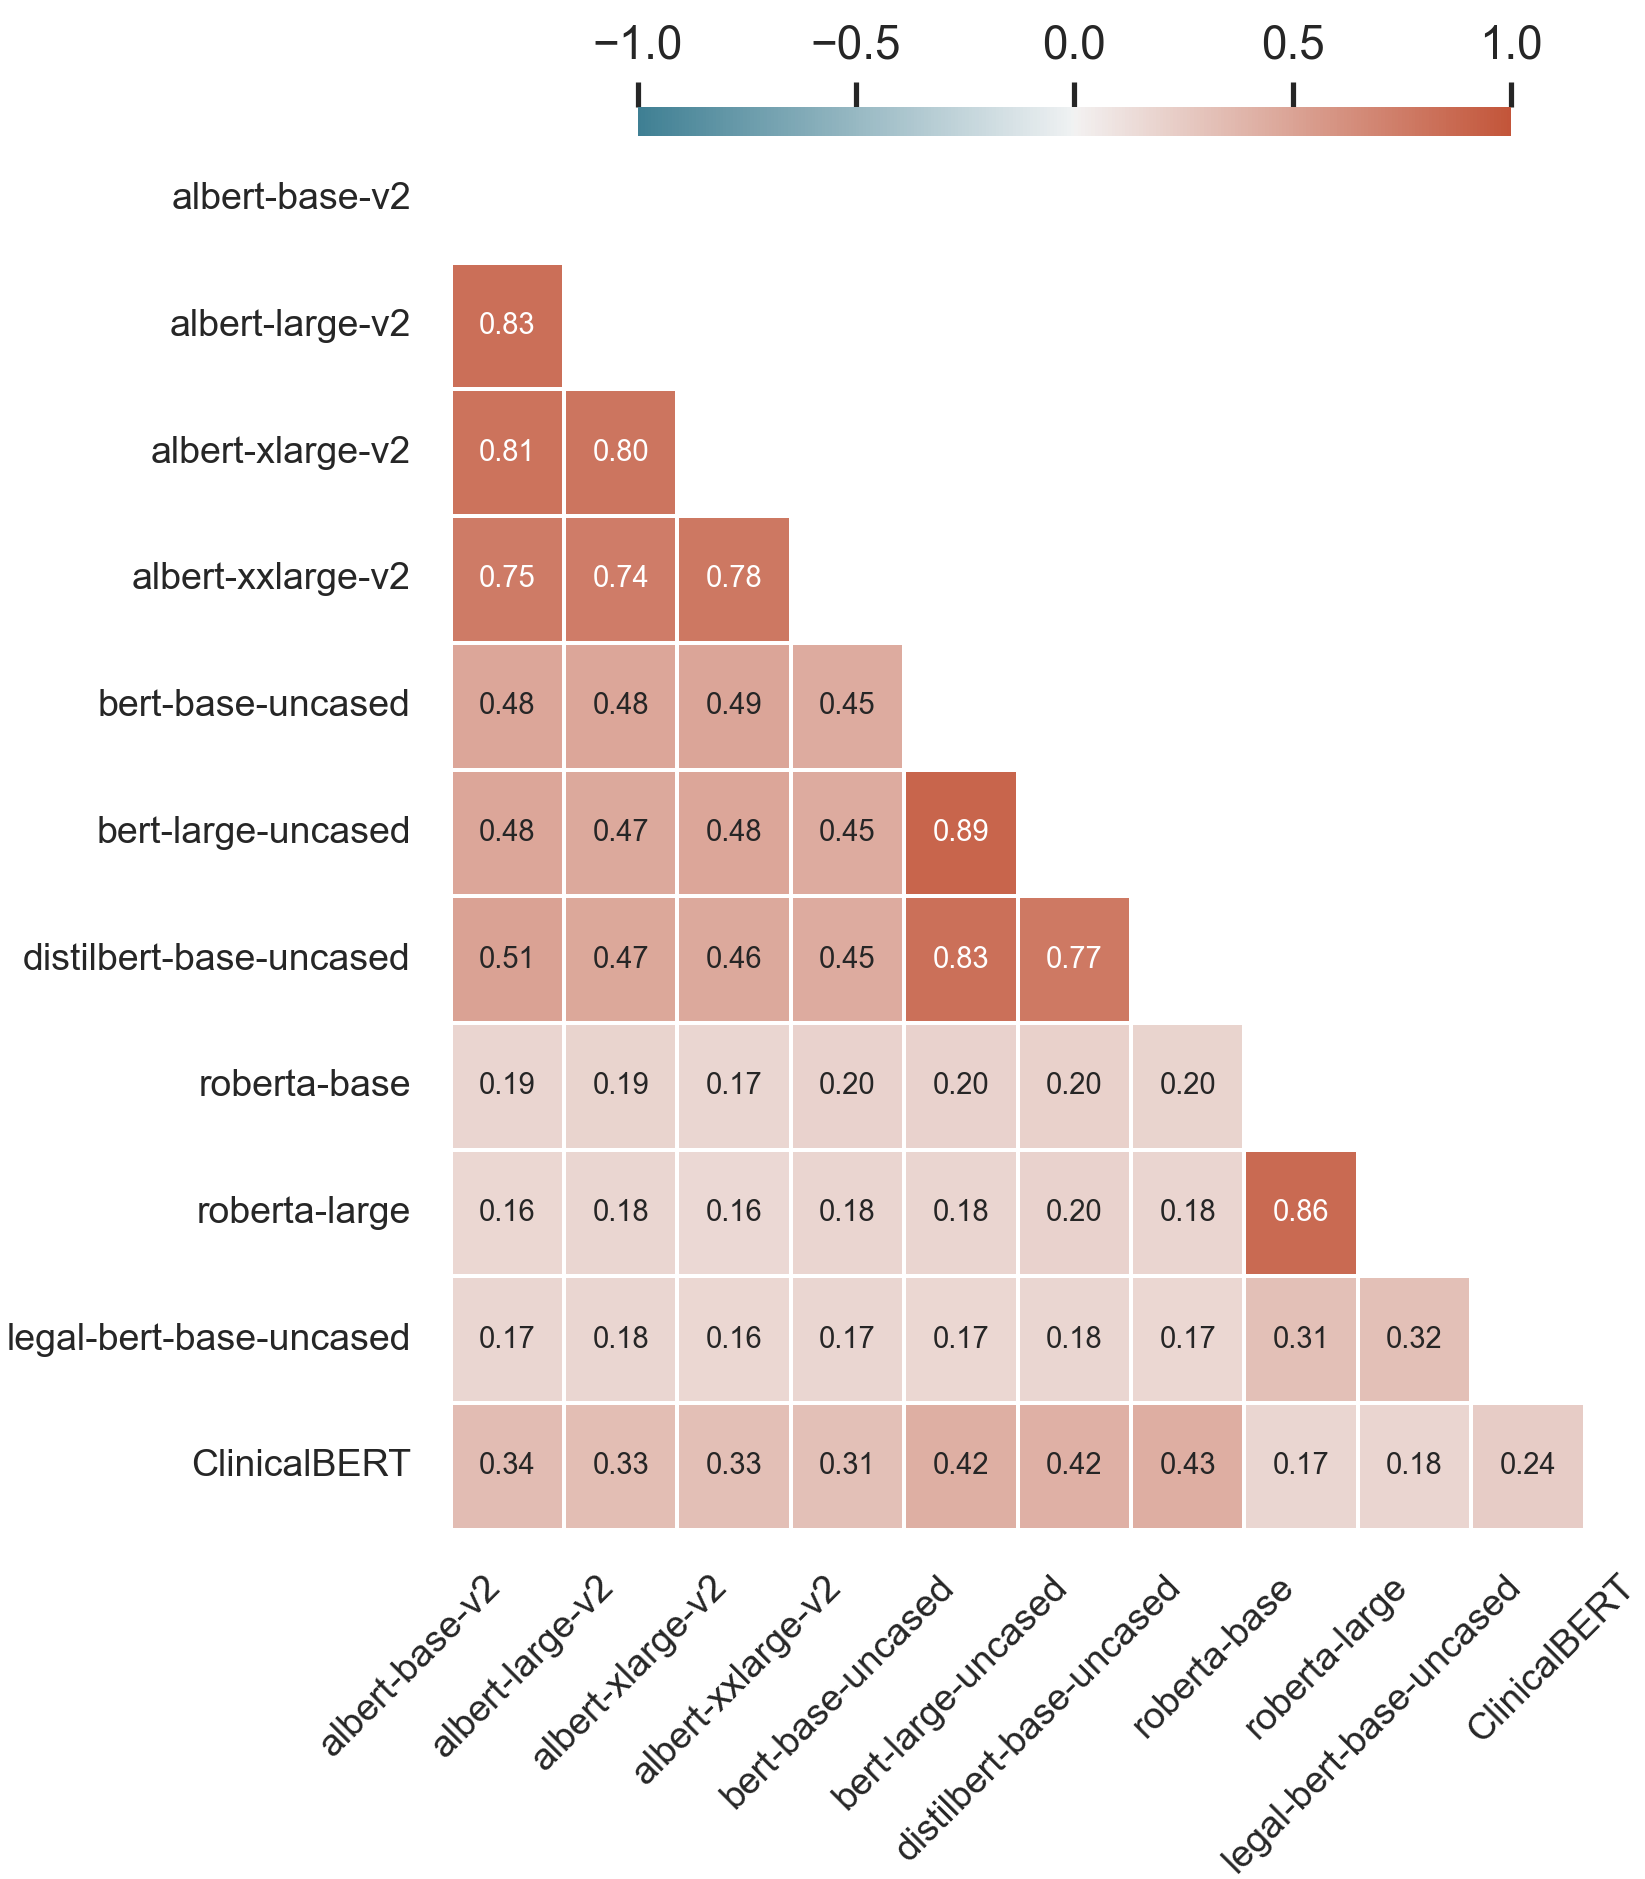 −1.0 −0.5 0.0 0.5 1.0
albert-base-v2
albert-large-v2 0.83
albert-xlarge-v2 0.81 0.80
albert-xxlarge-v2 0.75 0.74 0.78
bert-base-uncased 0.48 0.48 0.49 0.45
bert-large-uncased 0.48 0.47 0.48 0.45 0.89
distilbert-base-uncased 0.51 0.47 0.46 0.45 0.83 0.77
roberta-base 0.19 0.19 0.17 0.20 0.20 0.20 0.20
roberta-large 0.16 0.18 0.16 0.18 0.18 0.20 0.18 0.86
legal-bert-base-uncased 0.17 0.18 0.16 0.17 0.17 0.18 0.17 0.31 0.32
ClinicalBERT 0.34 0.33 0.33 0.31 0.42 0.42 0.43 0.17 0.18 0.24
albert-base-v2
albert-large-v2
albert-xlarge-v2
albert-xxlarge-v2
bert-base-uncased
bert-large-uncased
distilbert-base-uncased
roberta-base
roberta-large
legal-bert-base-uncased
ClinicalBERT